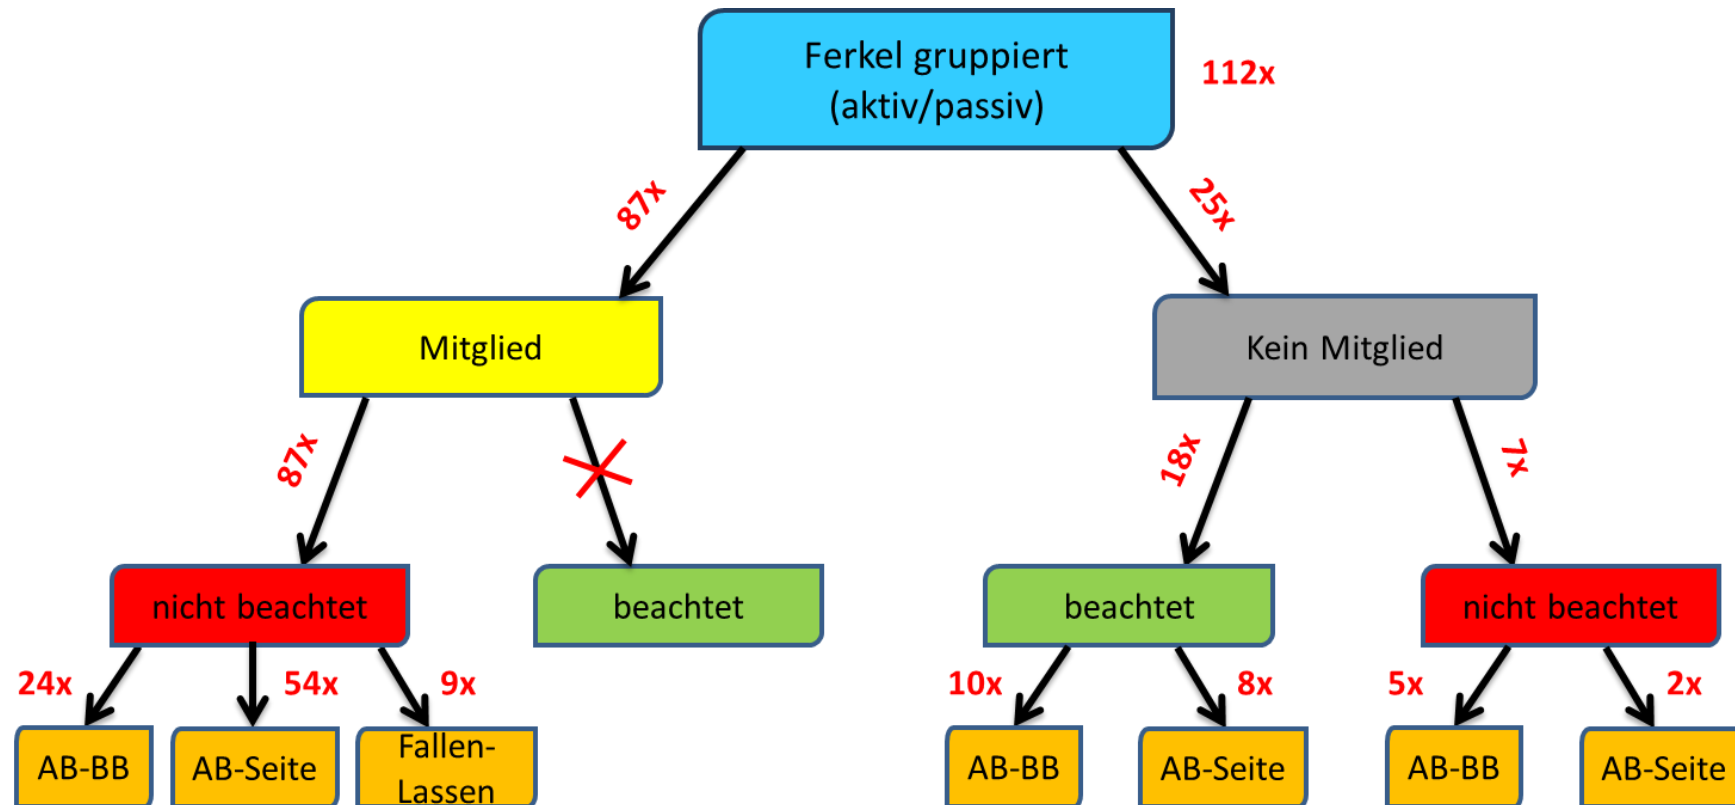 Ferkel gruppiert
(aktiv/passiv)
112x
87x
25x
Mitglied
Kein Mitglied
87x
18x
7x
nicht beachtet
beachtet
beachtet
nicht beachtet
24x
54x
9x
10x
8x
5x
2x
AB-BB
AB-Seite
Fallen-
Lassen
AB-BB
AB-Seite
AB-BB
AB-Seite